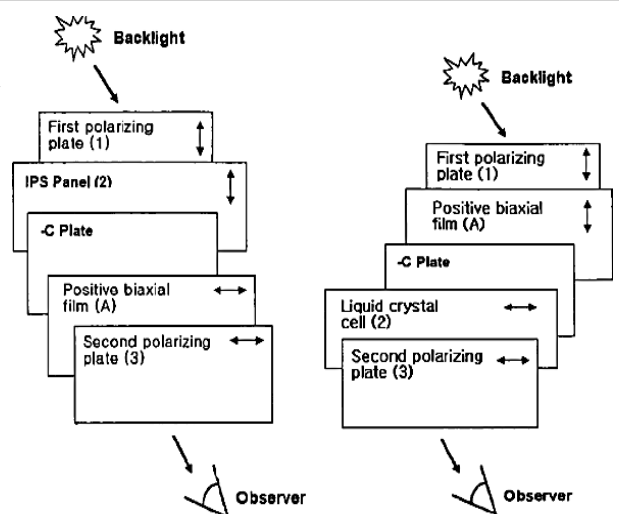 Backlight
First polarizing
plate (1)
IPS Panel (2)
-C Plate
Positive biaxial
film (A)
Second polarizing
plate (3)
Observer
Backlight
First polarizing
plate (1)
Positive biaxial
film (A)
-C Plate
Liquid crystal
cell (2)
Second polarizing
plate (3)
Observer